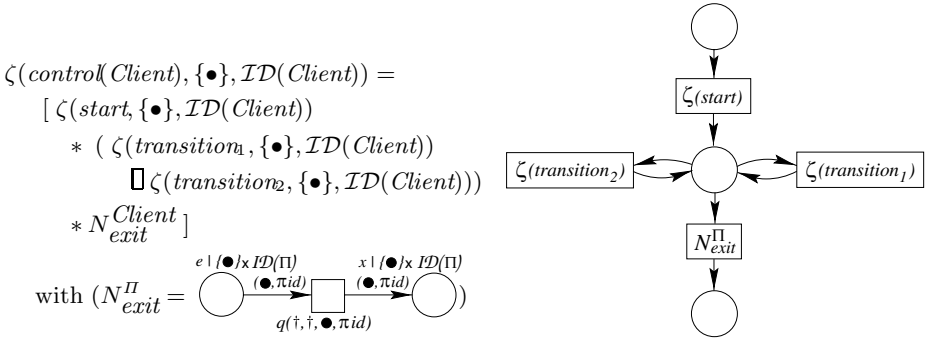 ζ(control(Client), {●}, ID(Client)) =
[ ζ(start, {●}, ID(Client))
∗ ( ζ(transition₁, {●}, ID(Client))
▯ ζ(transition₂, {●}, ID(Client)))
∗ N_exit^Client ]
e | {●}x ID(Π) x | {●}x ID(Π)
(●,πid) (●,πid)
with (N_exit^Π = )
q(†,†,●,πid)
ζ(start)
ζ(transition₂) ζ(transition₁)
N_exit^Π